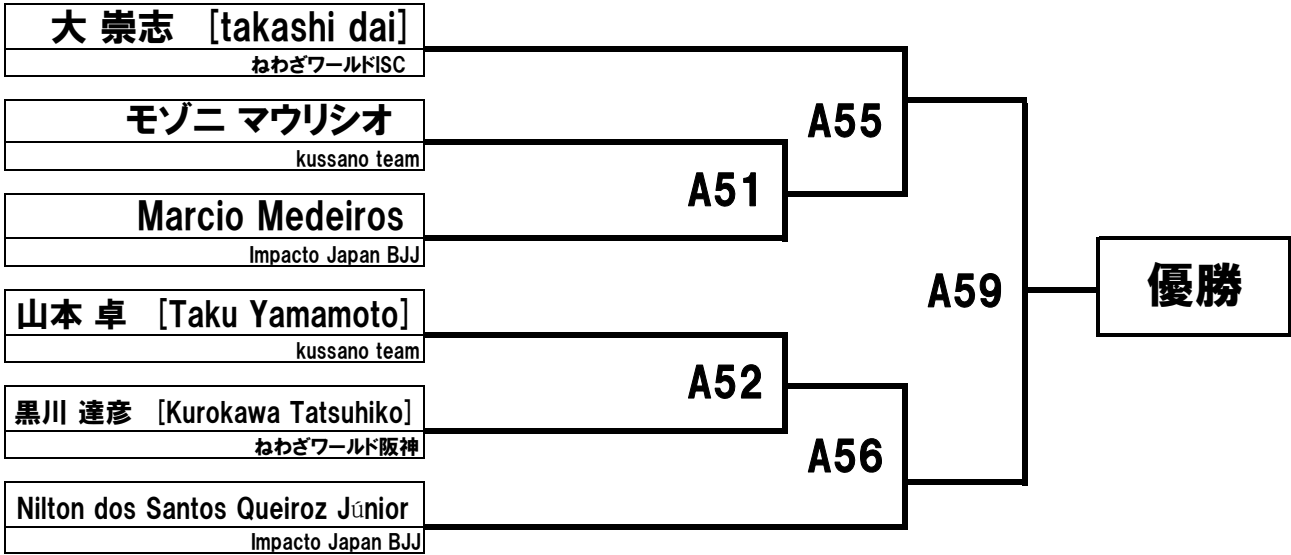 大 崇志 [takashi dai]
ねわざワールドISC
モゾニ マウリシオ
kussano team
A55
A51
Marcio Medeiros
Impacto Japan BJJ
A59
優勝
山本 卓 [Taku Yamamoto]
kussano team
A52
黒川 達彦 [Kurokawa Tatsuhiko]
ねわざワールド阪神
A56
Nilton dos Santos Queiroz Júnior
Impacto Japan BJJ